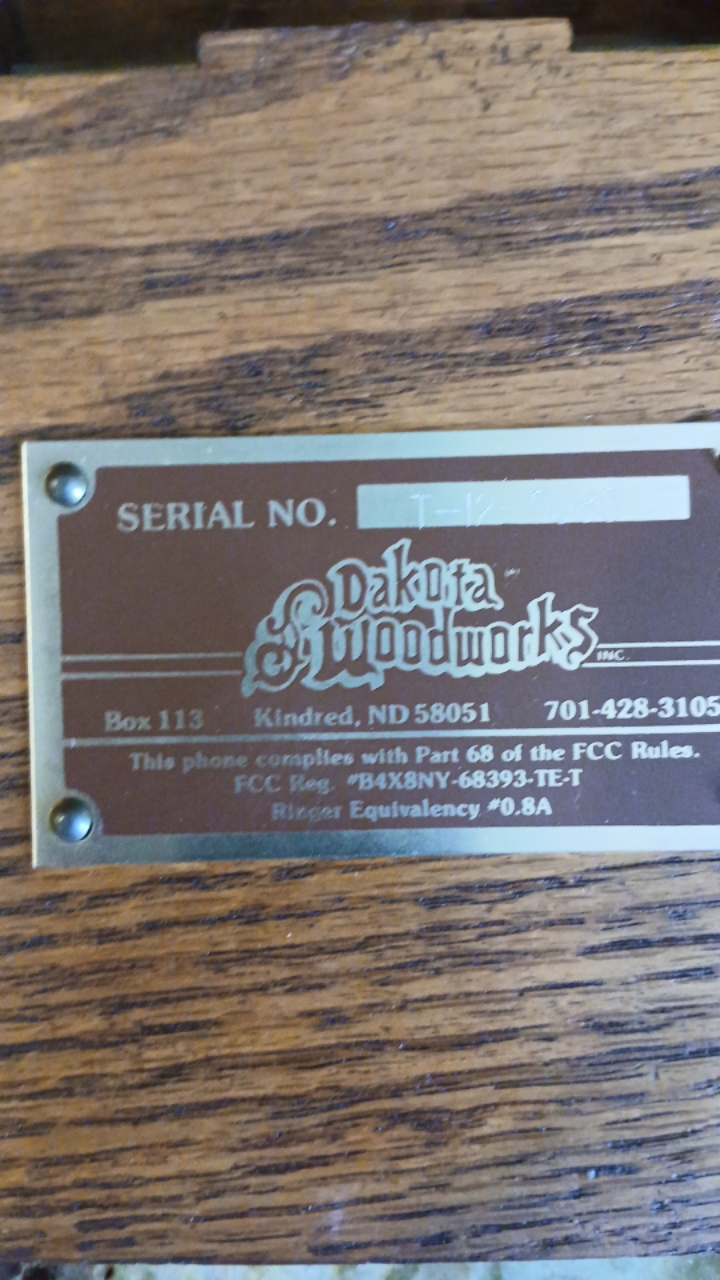 SERIAL NO. T-12-
Dakota
Woodworks
INC.
Box 113 Kindred, ND 58051 701-428-3105
This phone complies with Part 68 of the FCC Rules.
FCC Reg. #B4X8NY-68393-TE-T
Ringer Equivalency #0.8A